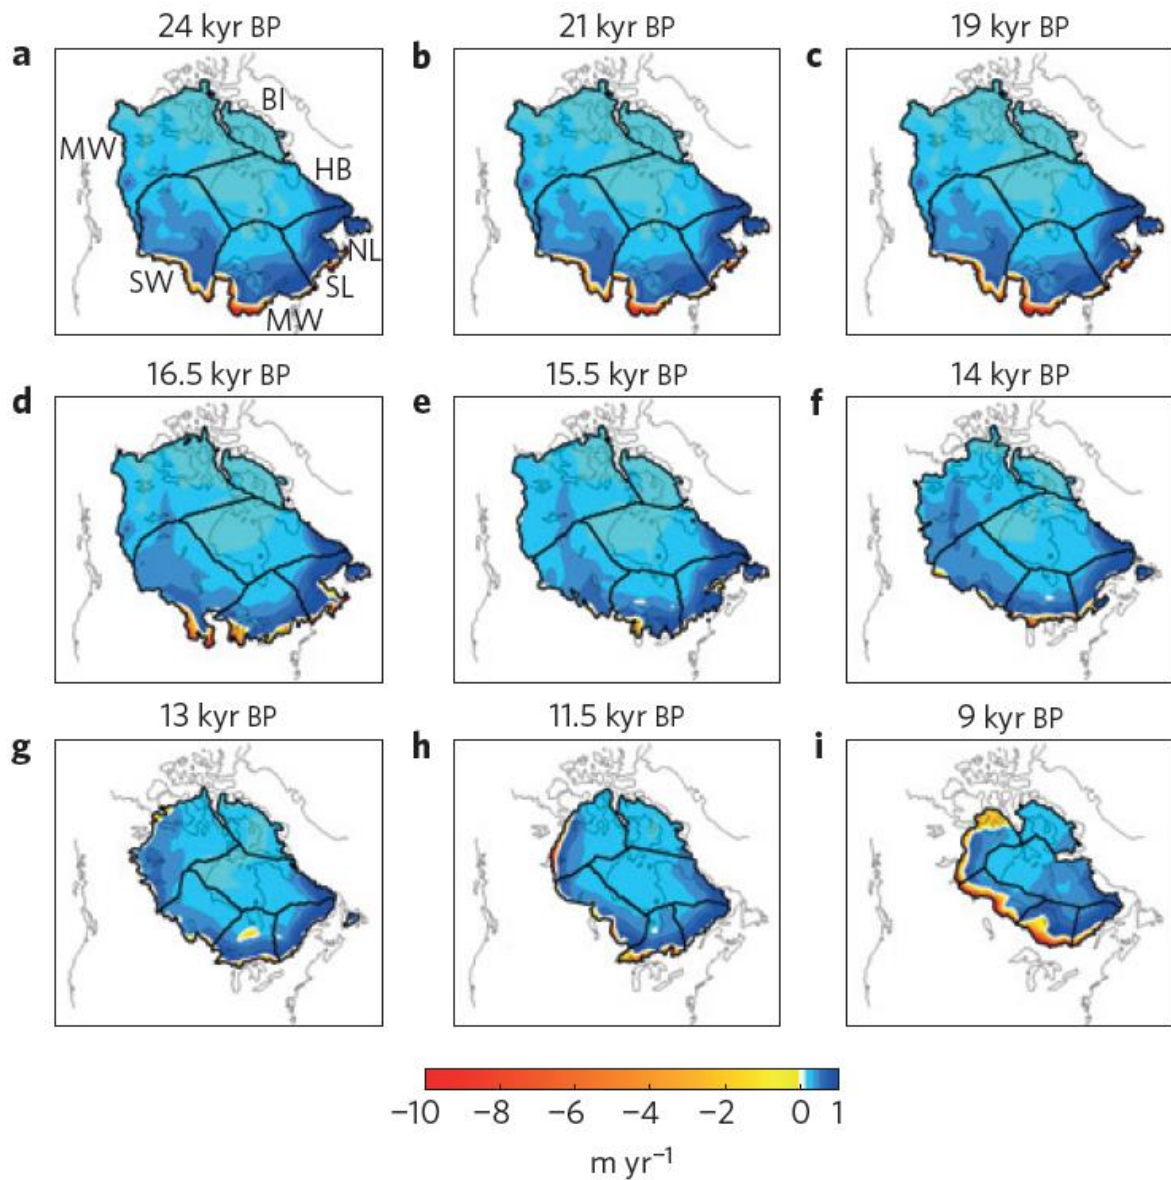 24 kyr BP
21 kyr BP
19 kyr BP
a
b
c
BI
MW
HB
NL
SW
SL
MW
16.5 kyr BP
15.5 kyr BP
14 kyr BP
d
e
f
13 kyr BP
11.5 kyr BP
9 kyr BP
g
h
i
−10 −8 −6 −4 −2 0 1
m yr⁻¹